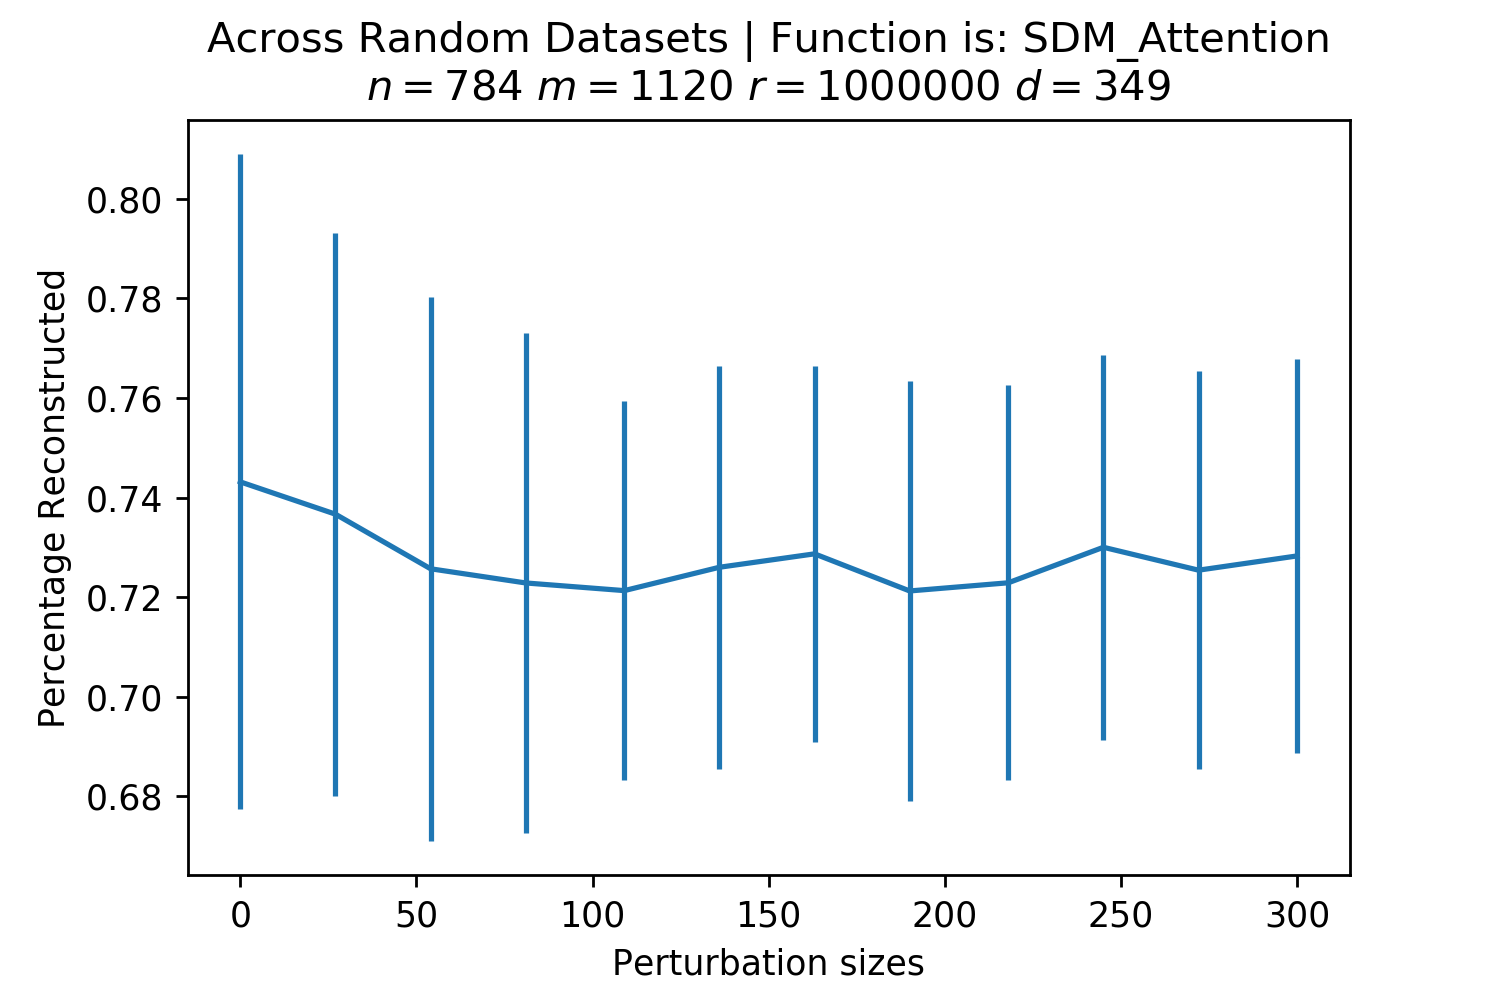 Across Random Datasets | Function is: SDM_Attention
n = 784 m = 1120 r = 1000000 d = 349
0.80
0.78
0.76
0.74
0.72
0.70
0.68
Percentage Reconstructed
0 50 100 150 200 250 300
Perturbation sizes